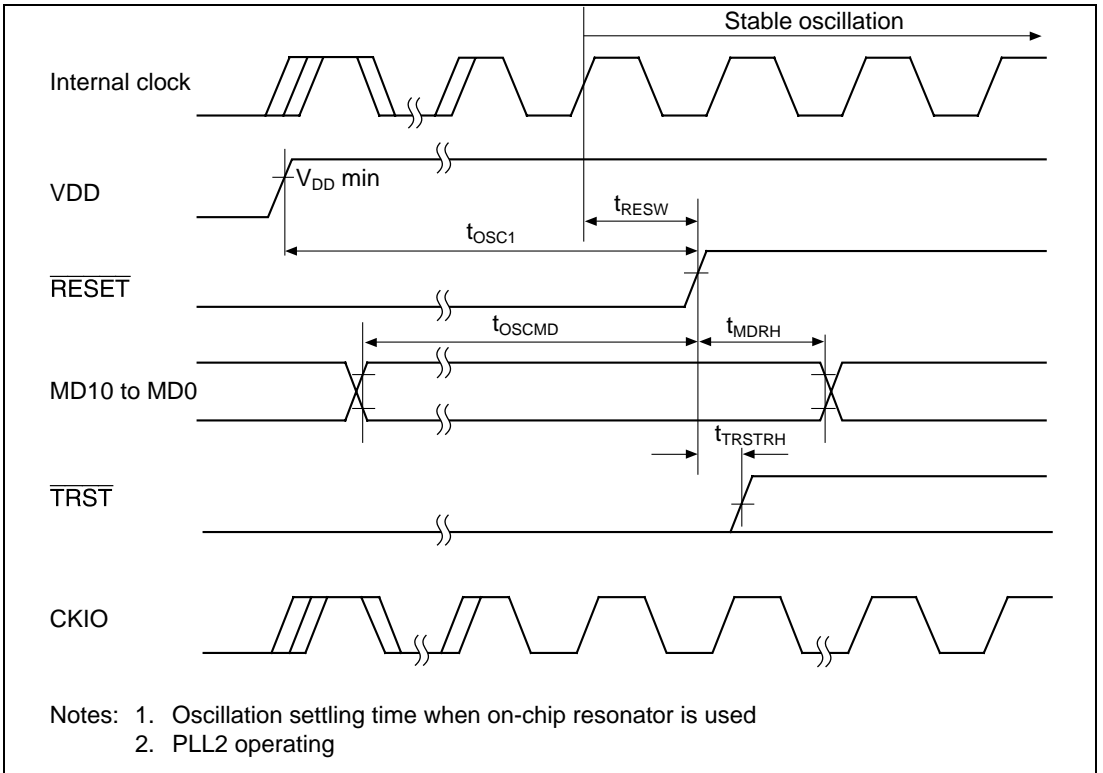 Stable oscillation
Internal clock
VDD
VDD min
tRESW
tOSC1
RESET
tOSCMD
tMDRH
MD10 to MD0
tTRSTRH
TRST
CKIO
Notes: 1. Oscillation settling time when on-chip resonator is used
2. PLL2 operating